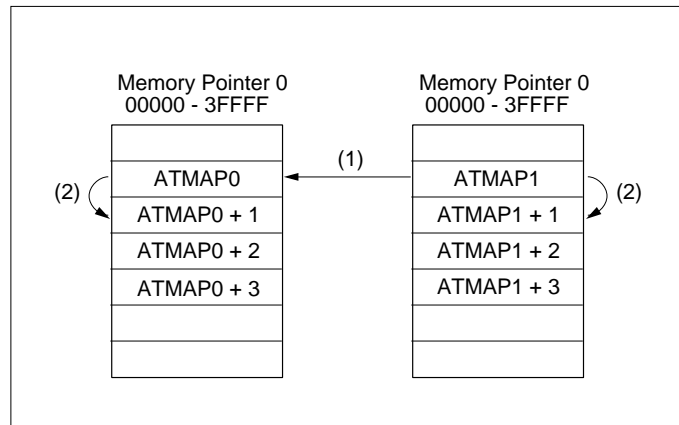 Memory Pointer 0
00000 - 3FFFF
Memory Pointer 0
00000 - 3FFFF
(1)
ATMAP0
ATMAP1
(2)
ATMAP0 + 1
ATMAP1 + 1
(2)
ATMAP0 + 2
ATMAP1 + 2
ATMAP0 + 3
ATMAP1 + 3